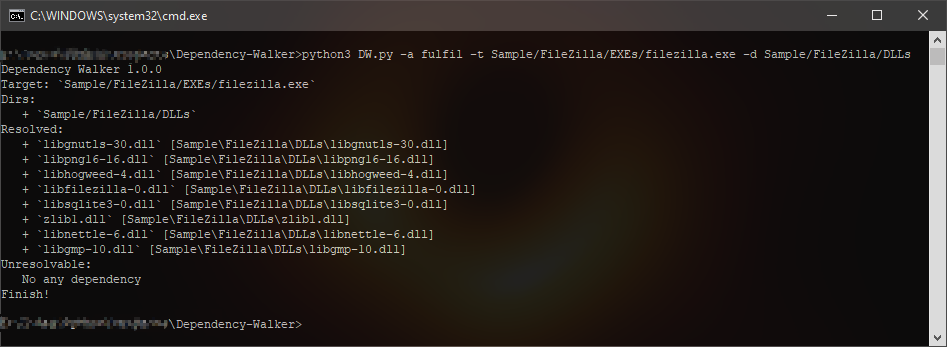 C:\WINDOWS\system32\cmd.exe
\Dependency-Walker>python3 DW.py -a fulfil -t Sample/FileZilla/EXEs/filezilla.exe -d Sample/FileZilla/DLLs
Dependency Walker 1.0.0
Target: `Sample/FileZilla/EXEs/filezilla.exe`
Dirs:
+ `Sample/FileZilla/DLLs`
Resolved:
+ `libgnutls-30.dll` [Sample\FileZilla\DLLs\libgnutls-30.dll]
+ `libpng16-16.dll` [Sample\FileZilla\DLLs\libpng16-16.dll]
+ `libhogweed-4.dll` [Sample\FileZilla\DLLs\libhogweed-4.dll]
+ `libfilezilla-0.dll` [Sample\FileZilla\DLLs\libfilezilla-0.dll]
+ `libsqlite3-0.dll` [Sample\FileZilla\DLLs\libsqlite3-0.dll]
+ `zlib1.dll` [Sample\FileZilla\DLLs\zlib1.dll]
+ `libnettle-6.dll` [Sample\FileZilla\DLLs\libnettle-6.dll]
+ `libgmp-10.dll` [Sample\FileZilla\DLLs\libgmp-10.dll]
Unresolvable:
No any dependency
Finish!
\Dependency-Walker>